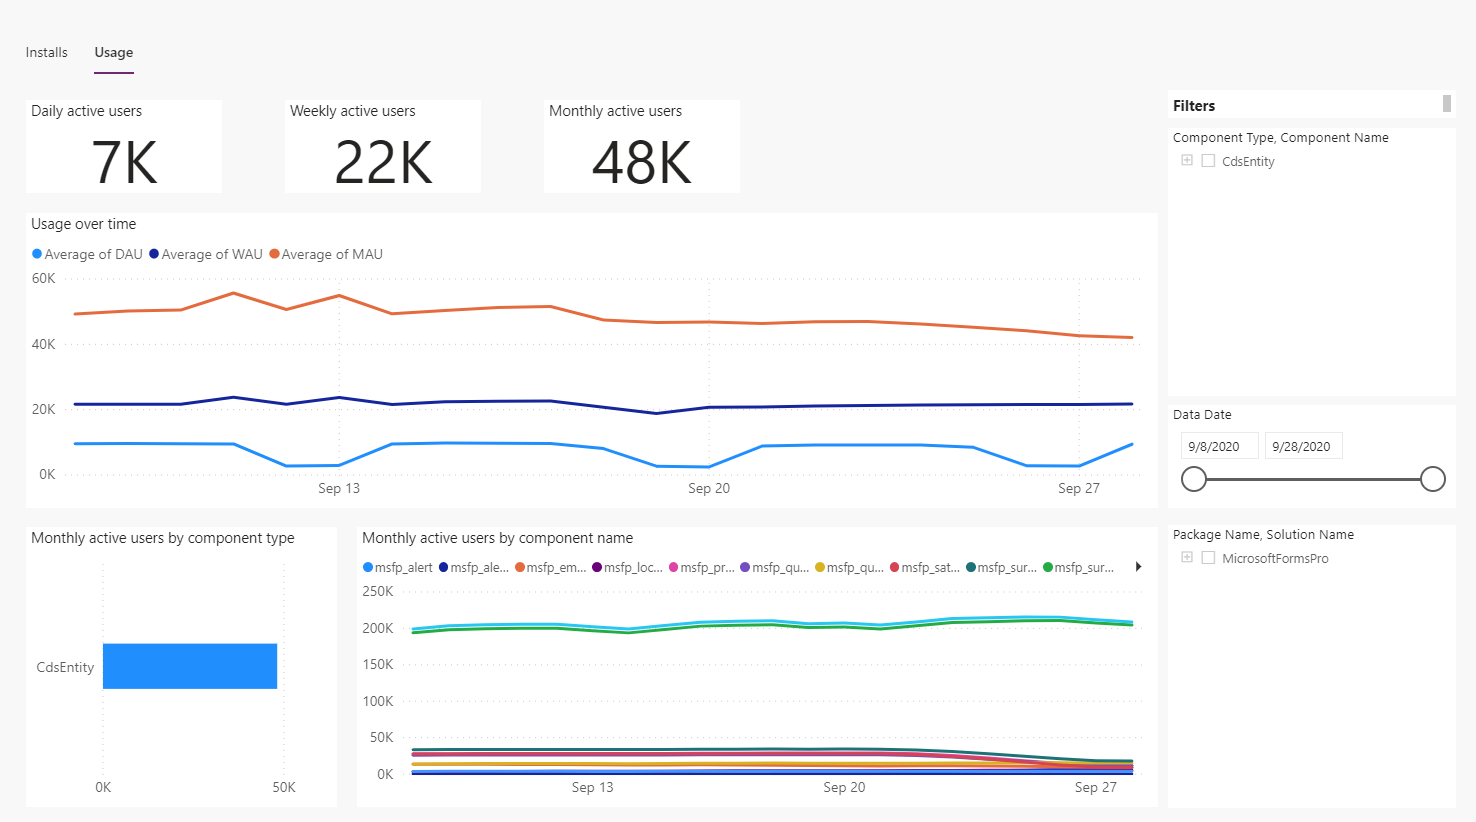 Installs Usage
Daily active users
7K
Weekly active users
22K
Monthly active users
48K
Usage over time
Average of DAU Average of WAU Average of MAU
60K
40K
20K
0K
Sep 13 Sep 20 Sep 27
Monthly active users by component type
CdsEntity
0K 50K
Monthly active users by component name
msfp_alert msfp_ale... msfp_em... msfp_loc... msfp_pr... msfp_qu... msfp_qu... msfp_sat... msfp_sur... msfp_sur...
250K
200K
150K
100K
50K
0K
Sep 13 Sep 20 Sep 27
Filters
Component Type, Component Name
CdsEntity
Data Date
9/8/2020 9/28/2020
Package Name, Solution Name
MicrosoftFormsPro